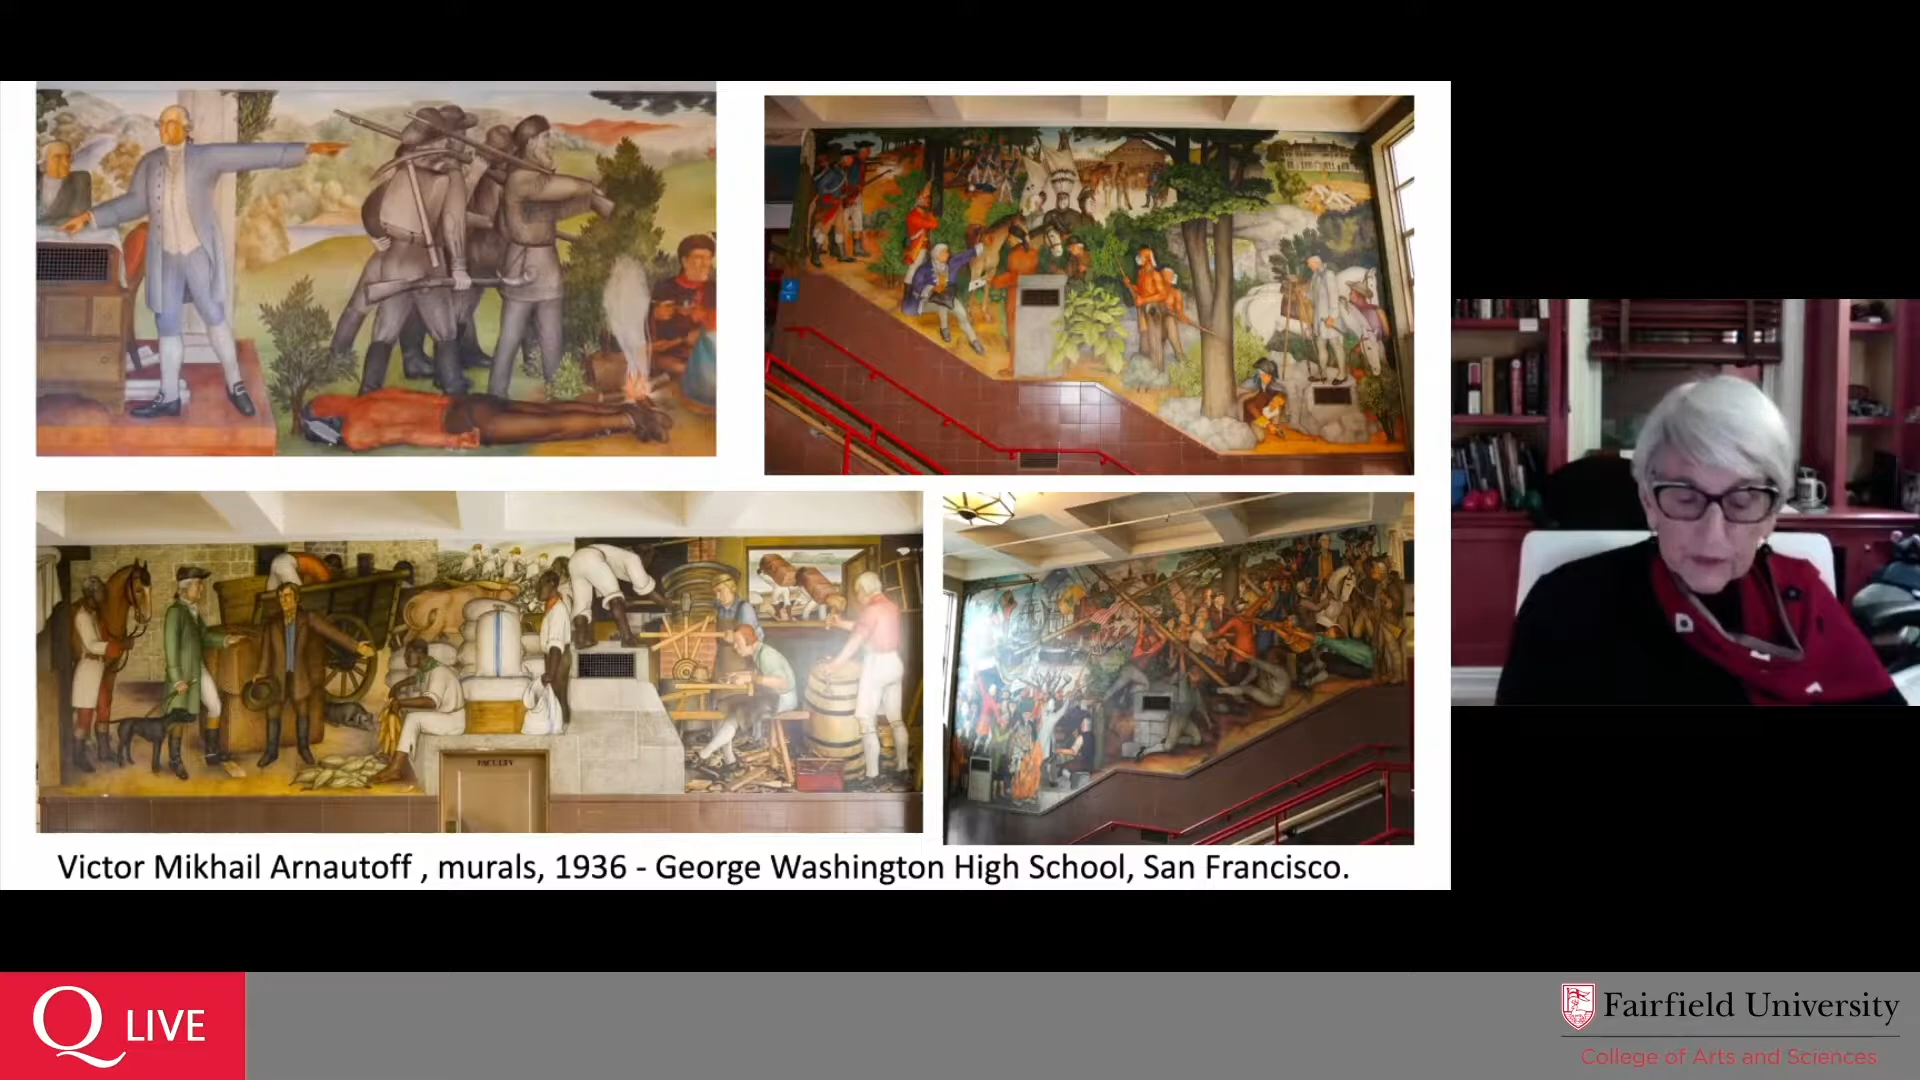 FACULTY
Victor Mikhail Arnautoff , murals, 1936 - George Washington High School, San Francisco.
Q LIVE
Fairfield University
College of Arts and Sciences